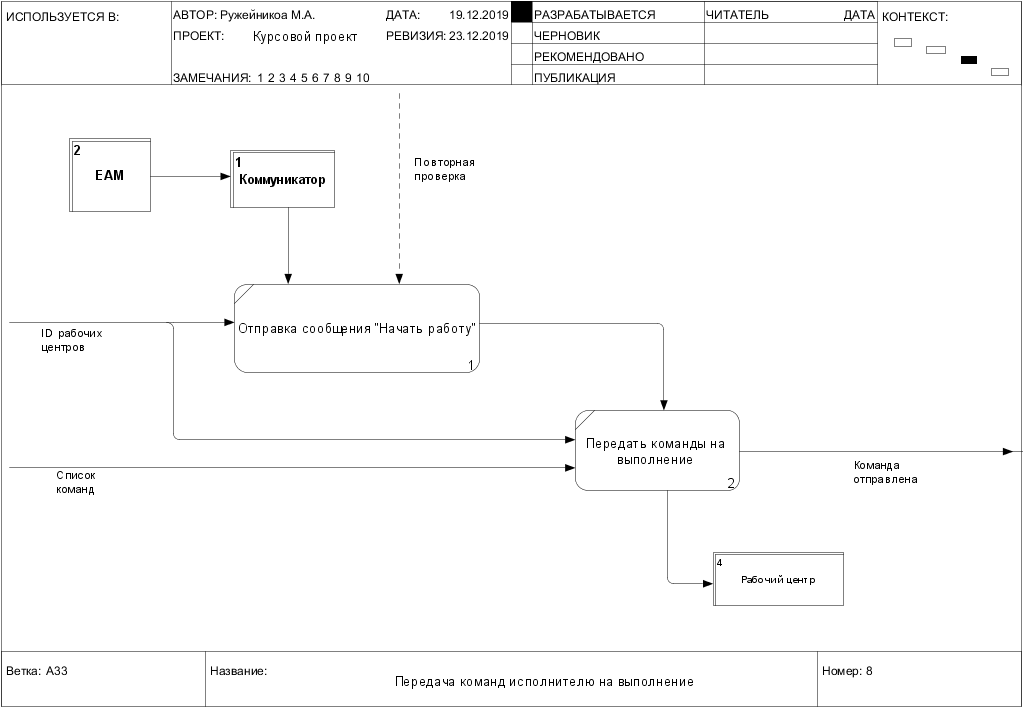 ИСПОЛЬЗУЕТСЯ В:
АВТОР: Ружейникоа М.А.
ДАТА: 19.12.2019
РАЗРАБАТЫВАЕТСЯ
ЧИТАТЕЛЬ
ДАТА
КОНТЕКСТ:
ПРОЕКТ: Курсовой проект
РЕВИЗИЯ: 23.12.2019
ЧЕРНОВИК
РЕКОМЕНДОВАНО
ЗАМЕЧАНИЯ: 1 2 3 4 5 6 7 8 9 10
ПУБЛИКАЦИЯ
2
EAM
1
Коммуникатор
Повторная
проверка
Отправка сообщения "Начать работу"
1
ID рабочих
центров
Передать команды на
выполнение
2
Список
команд
Команда
отправлена
4
Рабочий центр
Ветка: A33
Название:
Передача команд исполнителю на выполнение
Номер: 8